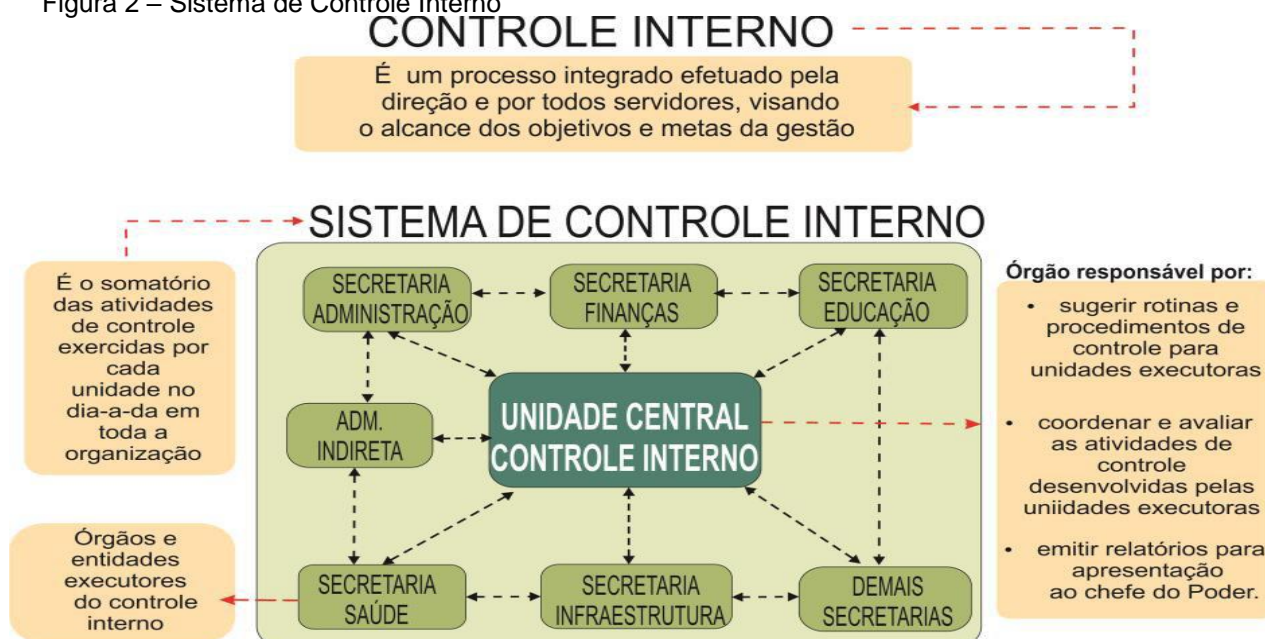 Figura 2 – Sistema de Controle Interno
CONTROLE INTERNO
É um processo integrado efetuado pela
direção e por todos servidores, visando
o alcance dos objetivos e metas da gestão
SISTEMA DE CONTROLE INTERNO
É o somatório
das atividades
de controle
exercidas por
cada
unidade no
dia-a-da em
toda a
organização
Órgãos e
entidades
executores
do controle
interno
SECRETARIA
ADMINISTRAÇÃO
SECRETARIA
FINANÇAS
SECRETARIA
EDUCAÇÃO
ADM.
INDIRETA
UNIDADE CENTRAL
CONTROLE INTERNO
SECRETARIA
SAÚDE
SECRETARIA
INFRAESTRUTURA
DEMAIS
SECRETARIAS
Órgão responsável por:
• sugerir rotinas e
procedimentos de
controle para
unidades executoras
• coordenar e avaliar
as atividades de
controle
desenvolvidas pelas
uniidades executoras
• emitir relatórios para
apresentação
ao chefe do Poder.